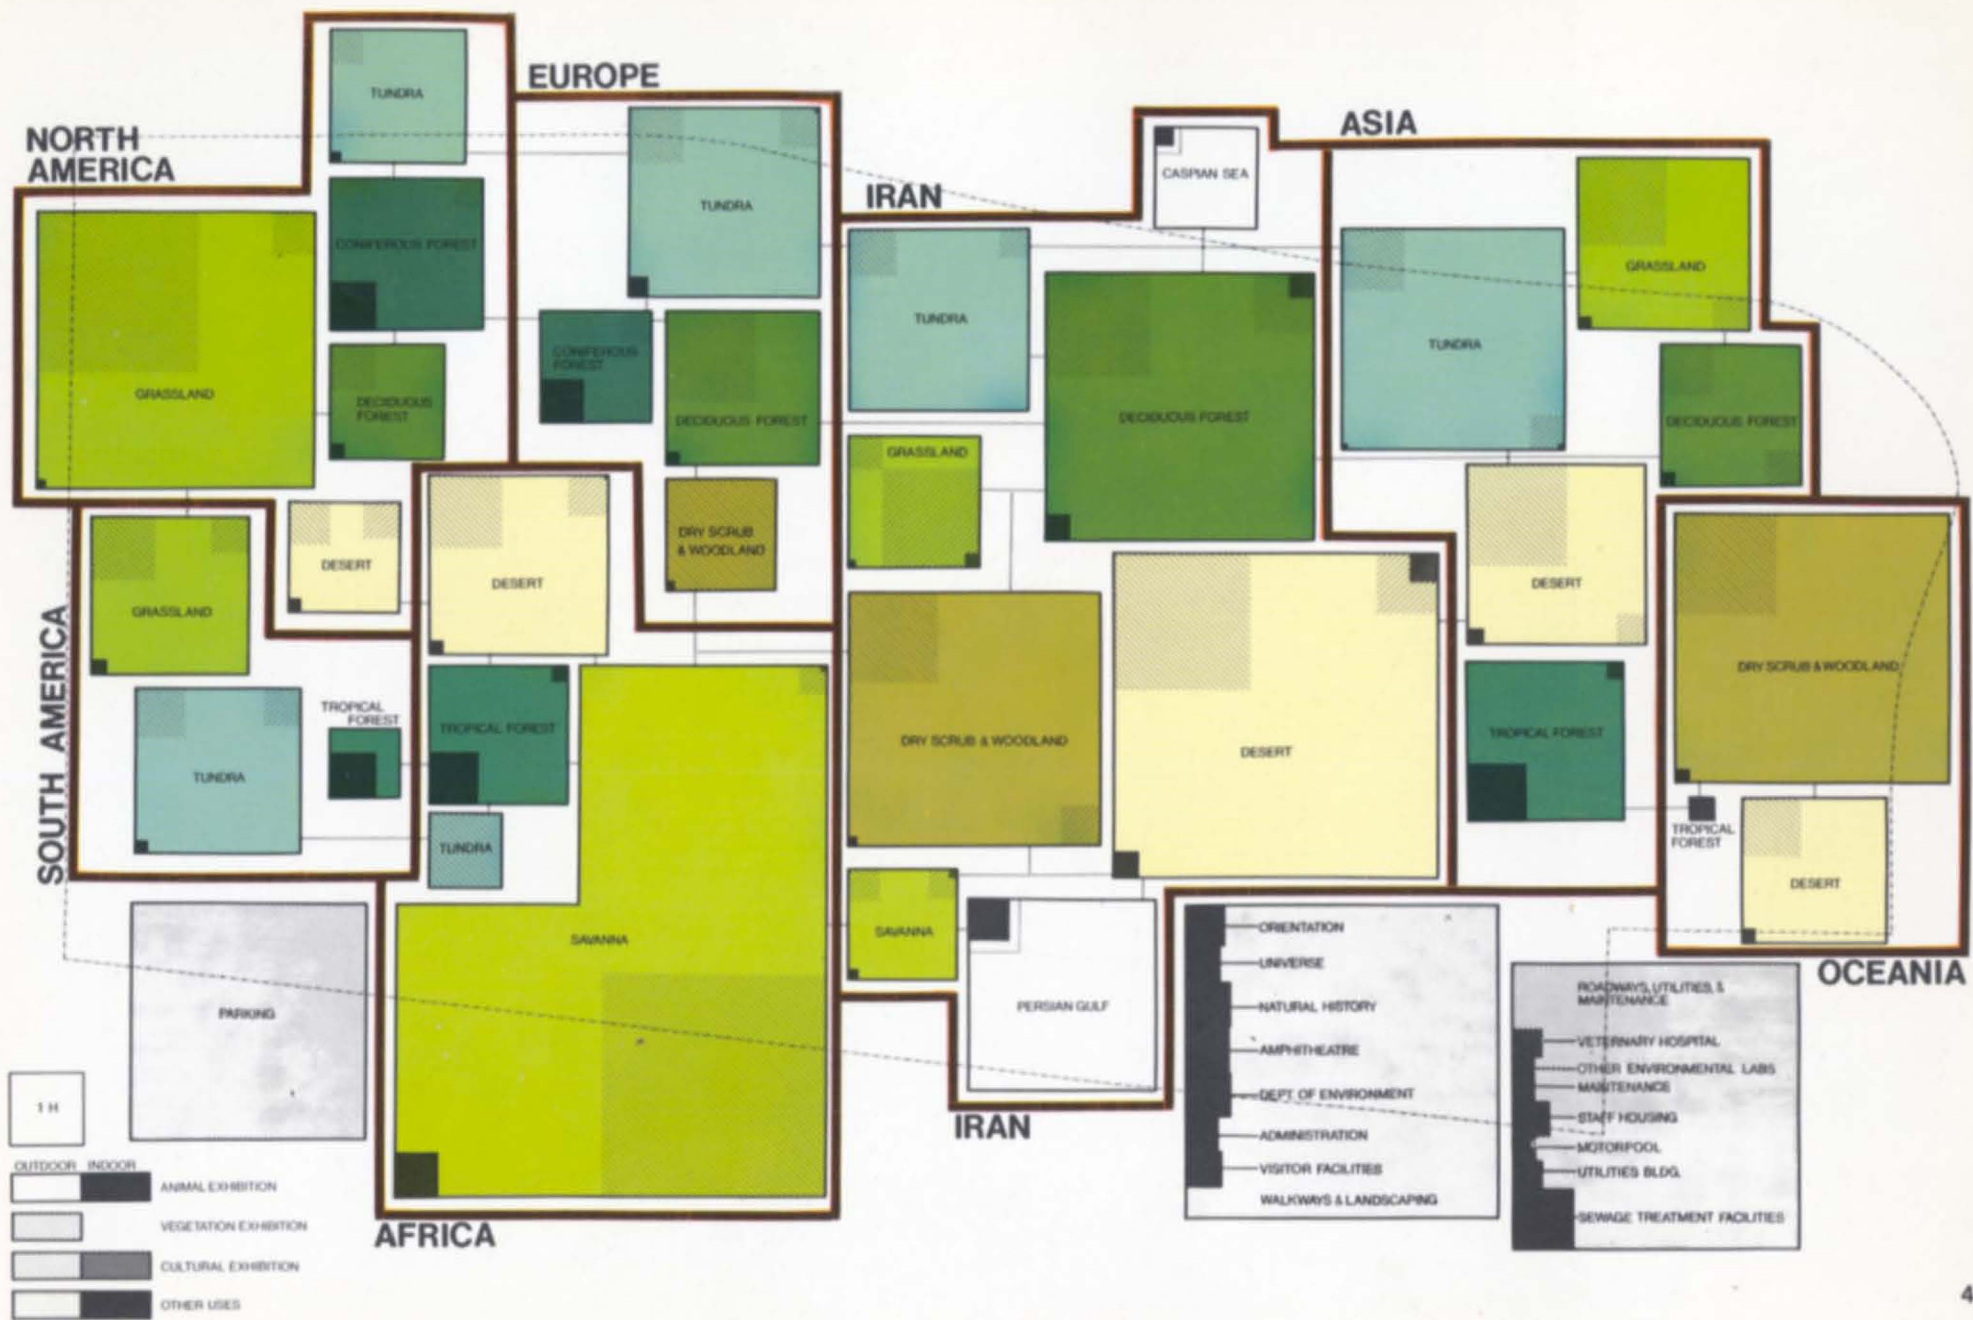 NORTH
AMERICA
TUNDRA
CONIFEROUS FOREST
GRASSLAND
DECIDUOUS
FOREST
DESERT
EUROPE
TUNDRA
CONIFEROUS
FOREST
DECIDUOUS FOREST
DRY SCRUB
& WOODLAND
IRAN
CASPIAN SEA
TUNDRA
DECIDUOUS FOREST
GRASSLAND
DRY SCRUB & WOODLAND
DESERT
SAVANNA
PERSIAN GULF
IRAN
ASIA
GRASSLAND
TUNDRA
DECIDUOUS FOREST
DESERT
TROPICAL FOREST
OCEANIA
DRY SCRUB & WOODLAND
TROPICAL
FOREST
DESERT
SOUTH AMERICA
GRASSLAND
TUNDRA
TROPICAL
FOREST
AFRICA
DESERT
TROPICAL FOREST
TUNDRA
SAVANNA
PARKING
ORIENTATION
UNIVERSE
NATURAL HISTORY
AMPHITHEATRE
DEPT OF ENVIRONMENT
ADMINISTRATION
VISITOR FACILITIES
WALKWAYS & LANDSCAPING
ROADWAYS, UTILITIES, &
MAINTENANCE
VETERNARY HOSPITAL
OTHER ENVIRONMENTAL LABS
MAINTENANCE
STAFF HOUSING
MOTORPOOL
UTILITIES BLDG.
SEWAGE TREATMENT FACILITIES
1 H
OUTDOOR INDOOR
ANIMAL EXHIBITION
VEGETATION EXHIBITION
CULTURAL EXHIBITION
OTHER USES
4